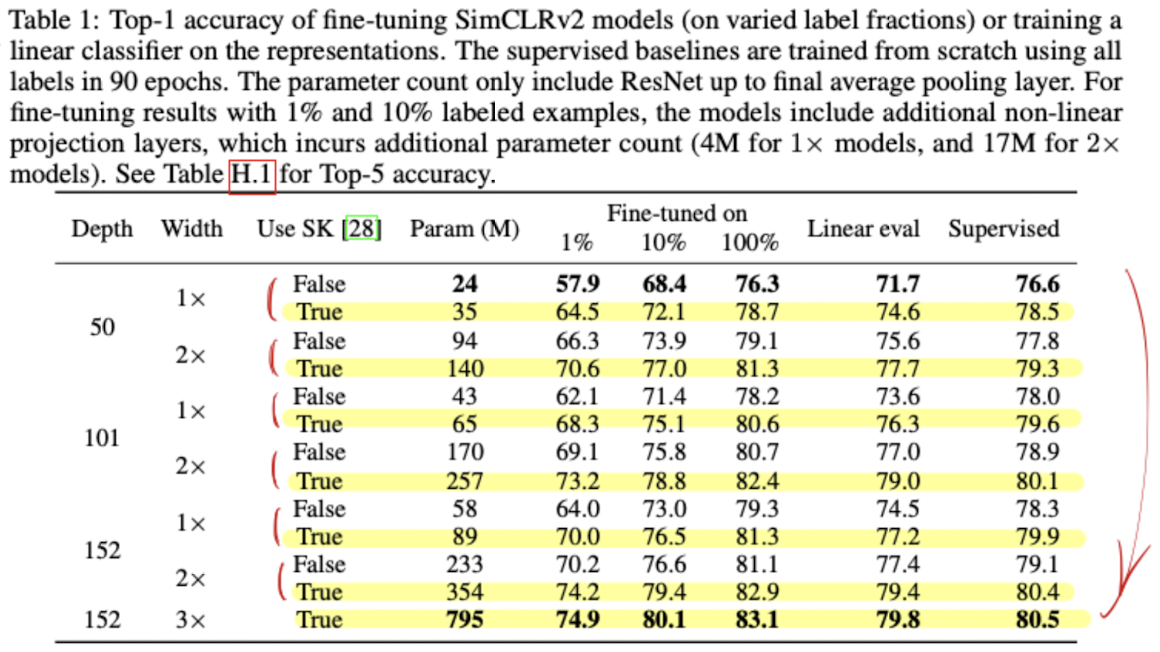 Table 1: Top-1 accuracy of fine-tuning SimCLRv2 models (on varied label fractions) or training a
linear classifier on the representations. The supervised baselines are trained from scratch using all
labels in 90 epochs. The parameter count only include ResNet up to final average pooling layer. For
fine-tuning results with 1% and 10% labeled examples, the models include additional non-linear
projection layers, which incurs additional parameter count (4M for 1× models, and 17M for 2×
models). See Table H.1 for Top-5 accuracy.
Depth Width Use SK [28] Param (M) Fine-tuned on Linear eval Supervised
1% 10% 100%
50 1× False 24 57.9 68.4 76.3 71.7 76.6
True 35 64.5 72.1 78.7 74.6 78.5
2× False 94 66.3 73.9 79.1 75.6 77.8
True 140 70.6 77.0 81.3 77.7 79.3
101 1× False 43 62.1 71.4 78.2 73.6 78.0
True 65 68.3 75.1 80.6 76.3 79.6
2× False 170 69.1 75.8 80.7 77.0 78.9
True 257 73.2 78.8 82.4 79.0 80.1
152 1× False 58 64.0 73.0 79.3 74.5 78.3
True 89 70.0 76.5 81.3 77.2 79.9
2× False 233 70.2 76.6 81.1 77.4 79.1
True 354 74.2 79.4 82.9 79.4 80.4
152 3× True 795 74.9 80.1 83.1 79.8 80.5